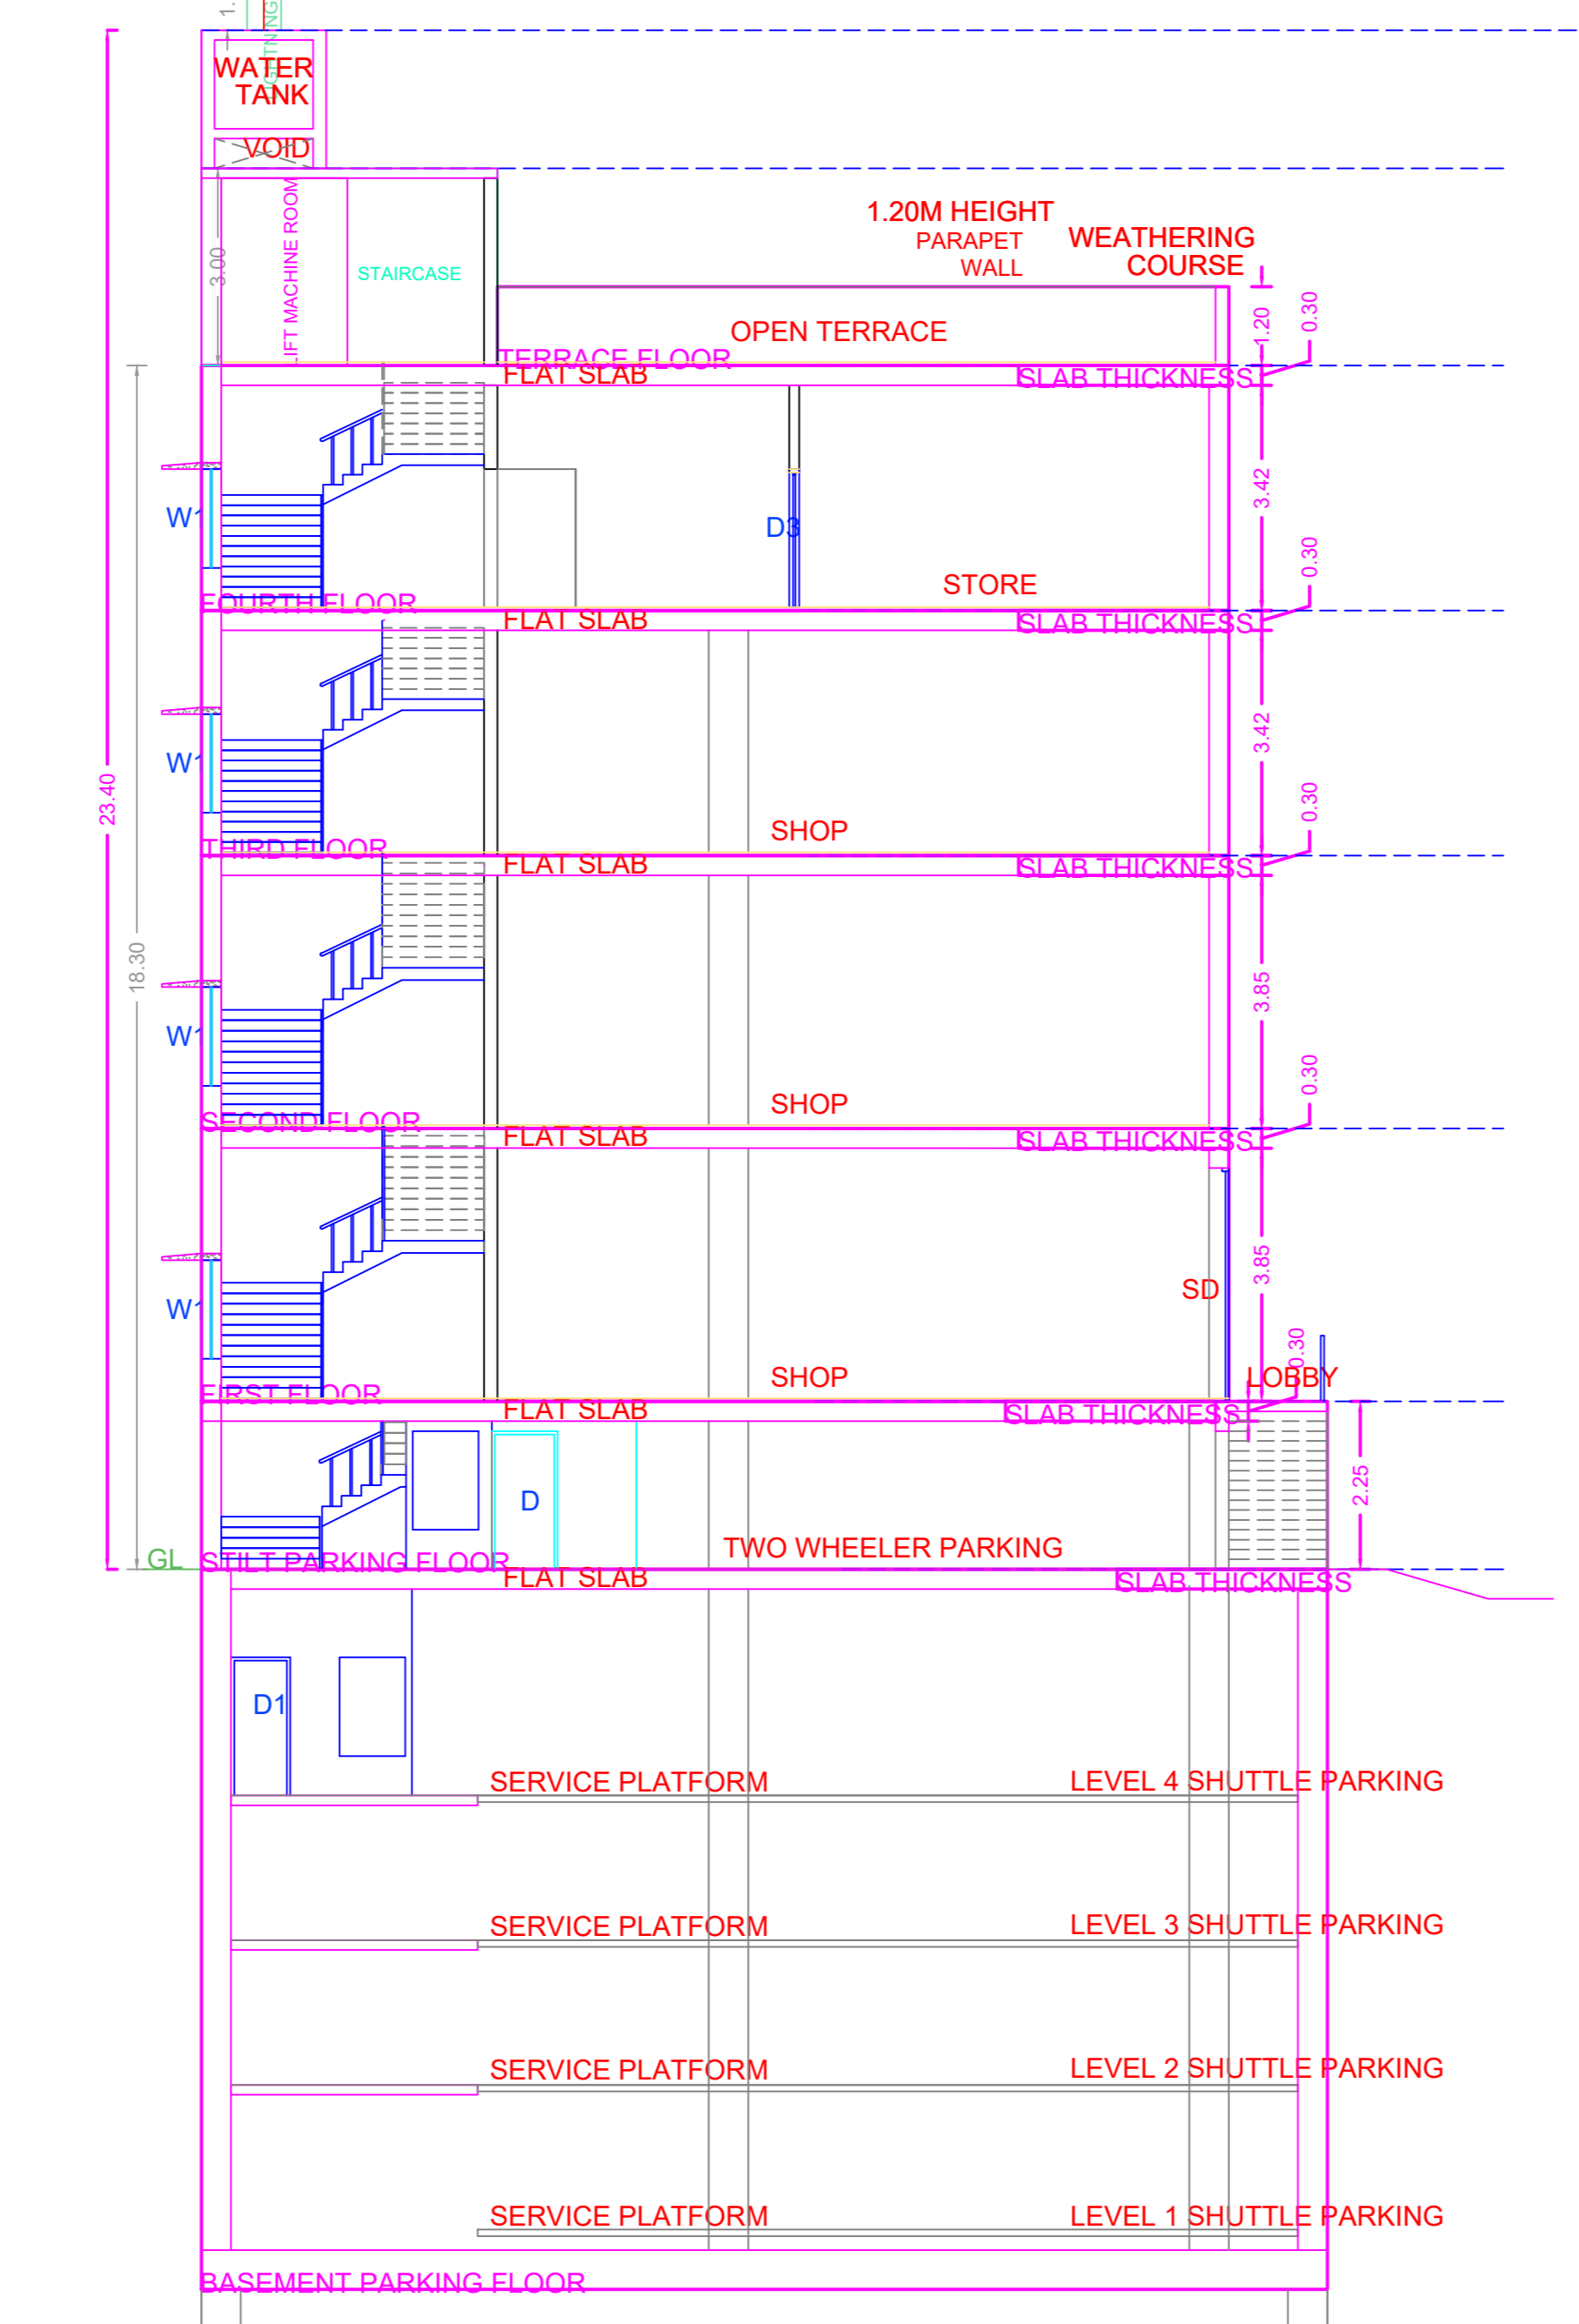 1.
LIGHTNING
WATER
TANK
VOID
LIFT MACHINE ROOM
3.00
STAIRCASE
1.20M HEIGHT
PARAPET
WALL
WEATHERING
COURSE
1.20
0.30
OPEN TERRACE
TERRACE FLOOR
FLAT SLAB
SLAB THICKNESS
3.42
W1
D3
0.30
STORE
FOURTH FLOOR
FLAT SLAB
SLAB THICKNESS
3.42
W1
23.40
0.30
SHOP
THIRD FLOOR
FLAT SLAB
SLAB THICKNESS
18.30
3.85
W1
0.30
SHOP
SECOND FLOOR
FLAT SLAB
SLAB THICKNESS
3.85
SD
W1
0.30
SHOP
LOBBY
FIRST FLOOR
FLAT SLAB
SLAB THICKNESS
2.25
D
TWO WHEELER PARKING
GL
STILT PARKING FLOOR
FLAT SLAB
SLAB THICKNESS
D1
SERVICE PLATFORM
LEVEL 4 SHUTTLE PARKING
SERVICE PLATFORM
LEVEL 3 SHUTTLE PARKING
SERVICE PLATFORM
LEVEL 2 SHUTTLE PARKING
SERVICE PLATFORM
LEVEL 1 SHUTTLE PARKING
BASEMENT PARKING FLOOR